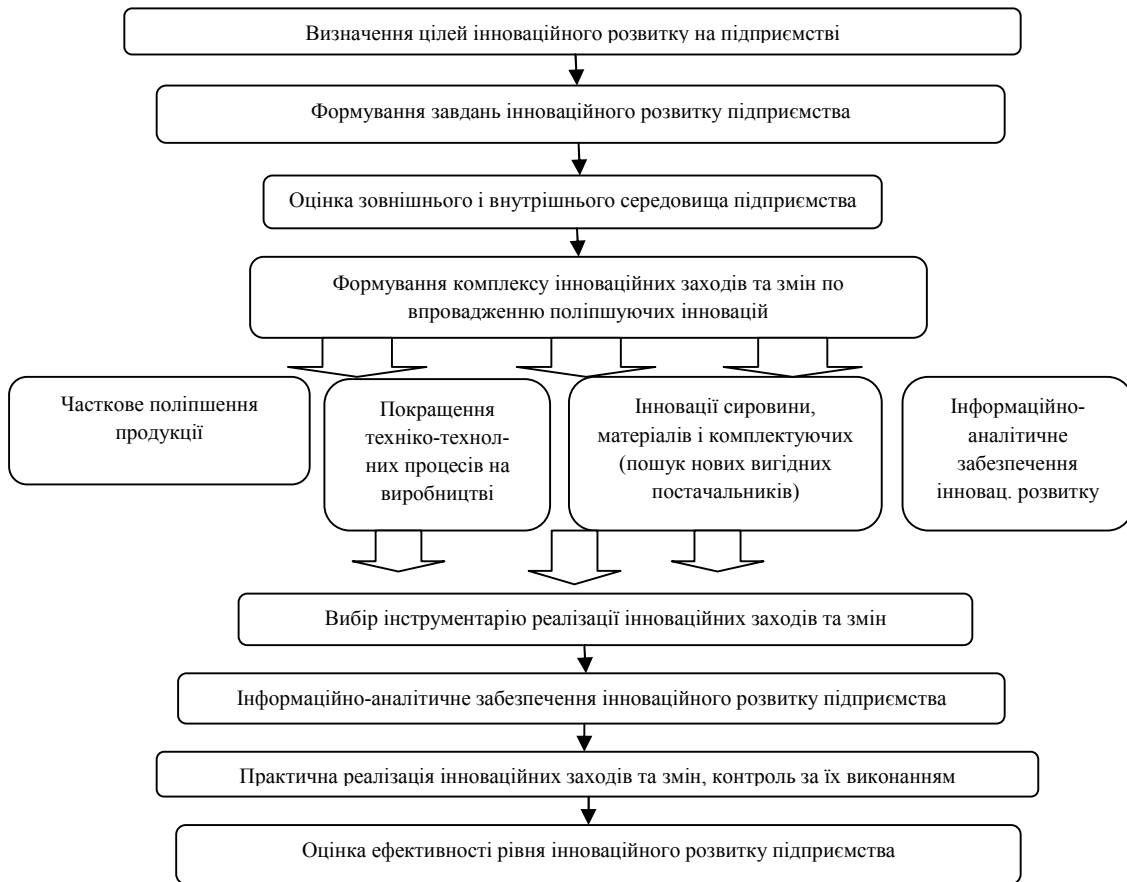 Визначення цілей інноваційного розвитку на підприємстві
Формування завдань інноваційного розвитку підприємства
Оцінка зовнішнього і внутрішнього середовища підприємства
Формування комплексу інноваційних заходів та змін по
впровадженню поліпшуючих інновацій
Часткове поліпшення
продукції
Покращення
техніко-технол-
них процесів на
виробництві
Інновації сировини,
матеріалів і комплектуючих
(пошук нових вигідних
постачальників)
Інформаційно-
аналітичне
забезпечення
інновац. розвитку
Вибір інструментарію реалізації інноваційних заходів та змін
Інформаційно-аналітичне забезпечення інноваційного розвитку підприємства
Практична реалізація інноваційних заходів та змін, контроль за їх виконанням
Оцінка ефективності рівня інноваційного розвитку підприємства